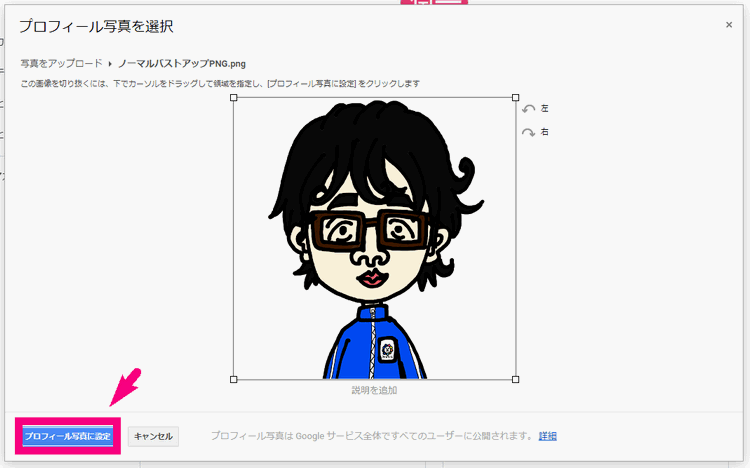 プロフィール写真を選択
×
写真をアップロード ▸ ノーマルバストアップPNG.png
この画像を切り抜くには、下でカーソルをドラッグして領域を指定し、[プロフィール写真に設定] をクリックします
左
右
説明を追加
プロフィール写真に設定 キャンセル プロフィール写真は Google サービス全体ですべてのユーザーに公開されます。 詳細